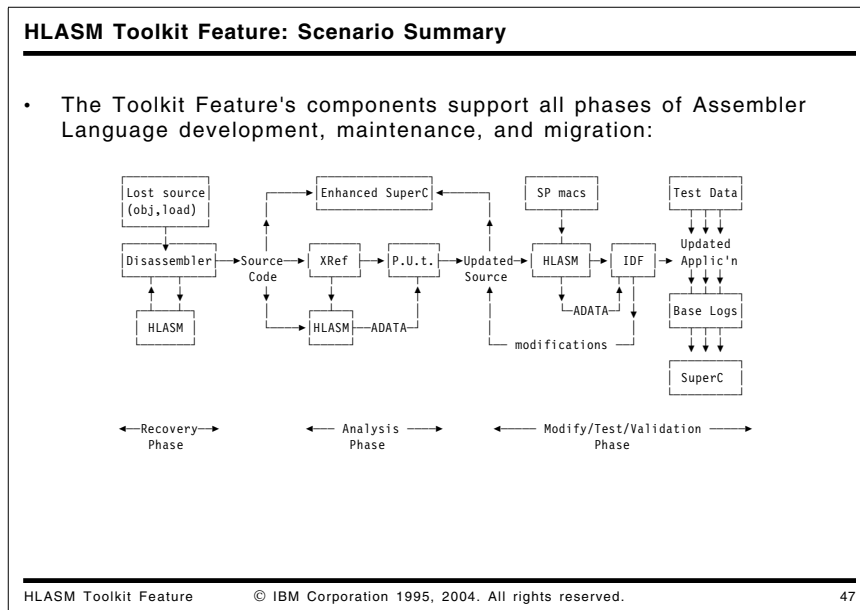 HLASM Toolkit Feature: Scenario Summary
• The Toolkit Feature's components support all phases of Assembler
Language development, maintenance, and migration:
Lost source
(obj,load)
Enhanced SuperC
SP macs
Test Data
Disassembler
Source
Code
XRef
P.U.t.
Updated
Source
HLASM
IDF
Updated
Applic'n
HLASM
HLASM
ADATA
ADATA
Base Logs
modifications
SuperC
Recovery
Phase
Analysis
Phase
Modify/Test/Validation
Phase
HLASM Toolkit Feature © IBM Corporation 1995, 2004. All rights reserved. 47